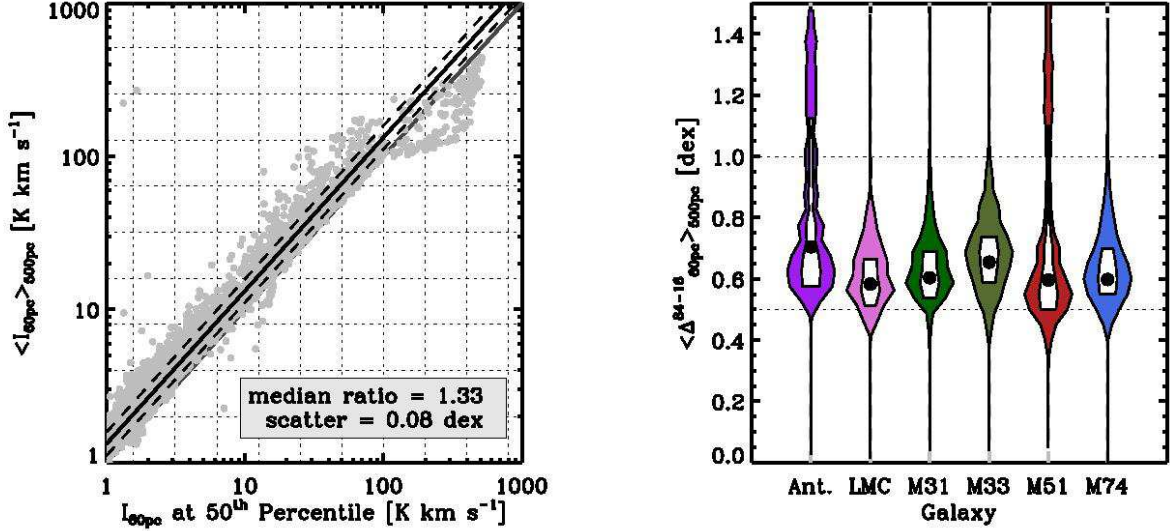 1000
100
10
1
<I60pc>500pc [K km s⁻¹]
median ratio = 1.33
scatter = 0.08 dex
1 10 100 1000
I60pc at 50th Percentile [K km s⁻¹]
1.4
1.2
1.0
0.8
0.6
0.4
0.2
0.0
<Δ84-16 60pc>500pc [dex]
Ant. LMC M31 M33 M51 M74
Galaxy